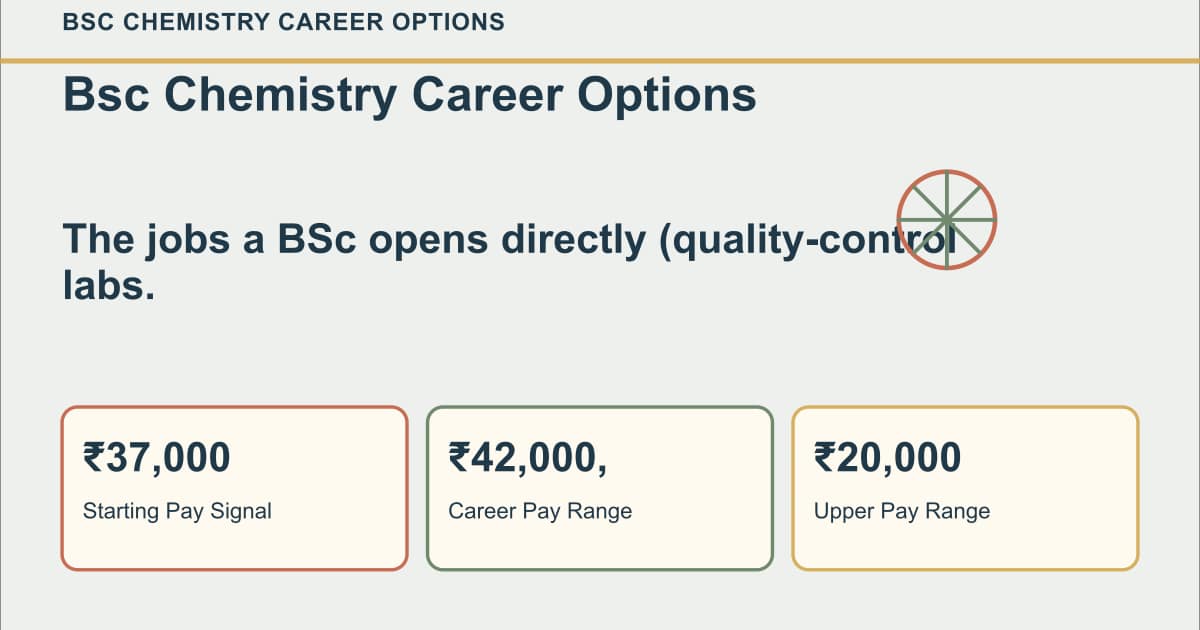 BSC CHEMISTRY CAREER OPTIONS
Bsc Chemistry Career Options
The jobs a BSc opens directly (quality-control
labs.
₹37,000
Starting Pay Signal
₹42,000,
Career Pay Range
₹20,000
Upper Pay Range